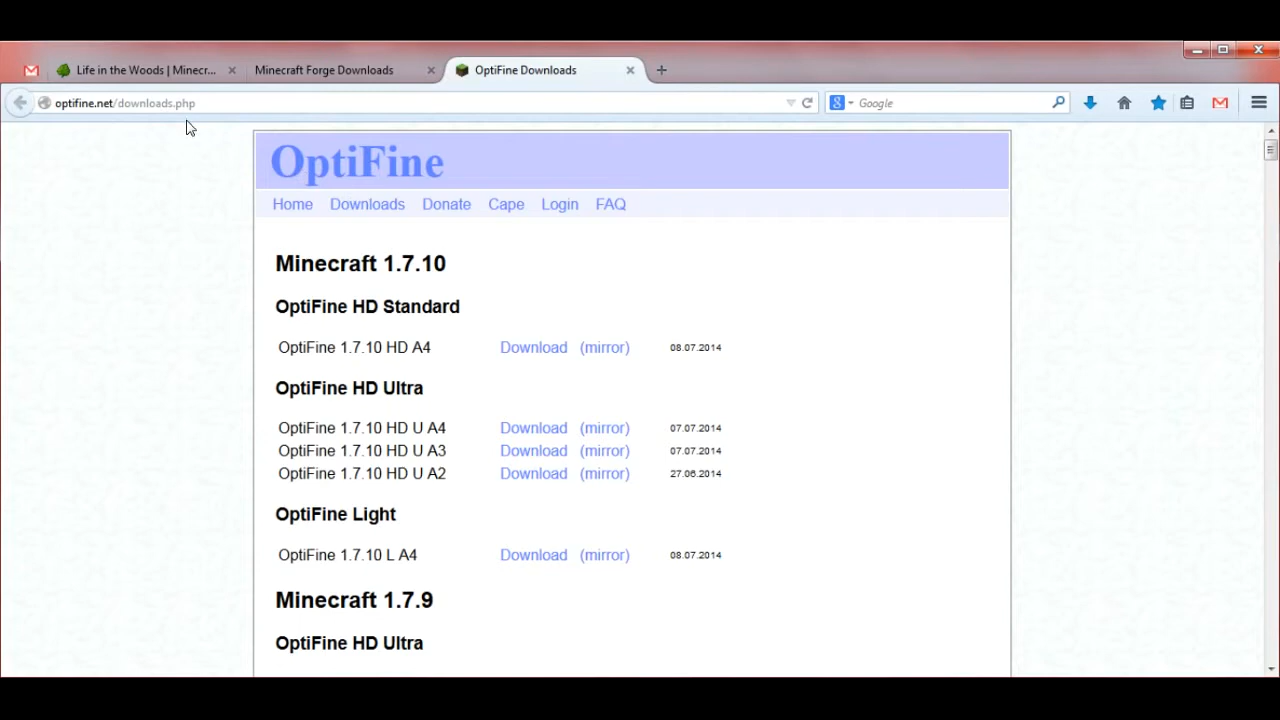 Life in the Woods | Minecr...
Minecraft Forge Downloads
OptiFine Downloads
optifine.net/downloads.php
Google
OptiFine
Home Downloads Donate Cape Login FAQ
Minecraft 1.7.10
OptiFine HD Standard
OptiFine 1.7.10 HD A4 Download (mirror) 08.07.2014
OptiFine HD Ultra
OptiFine 1.7.10 HD U A4 Download (mirror) 07.07.2014
OptiFine 1.7.10 HD U A3 Download (mirror) 07.07.2014
OptiFine 1.7.10 HD U A2 Download (mirror) 27.06.2014
OptiFine Light
OptiFine 1.7.10 L A4 Download (mirror) 08.07.2014
Minecraft 1.7.9
OptiFine HD Ultra